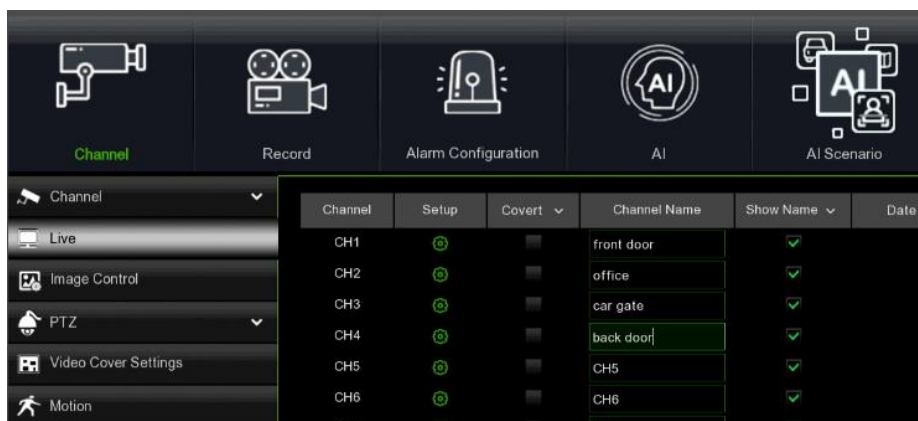 AI
AI
Channel
Record
Alarm Configuration
AI
AI Scenario
Channel
Live
Image Control
PTZ
Video Cover Settings
Motion
Channel Setup Covert Channel Name Show Name Date
CH1 front door
CH2 office
CH3 car gate
CH4 back door
CH5 CH5
CH6 CH6